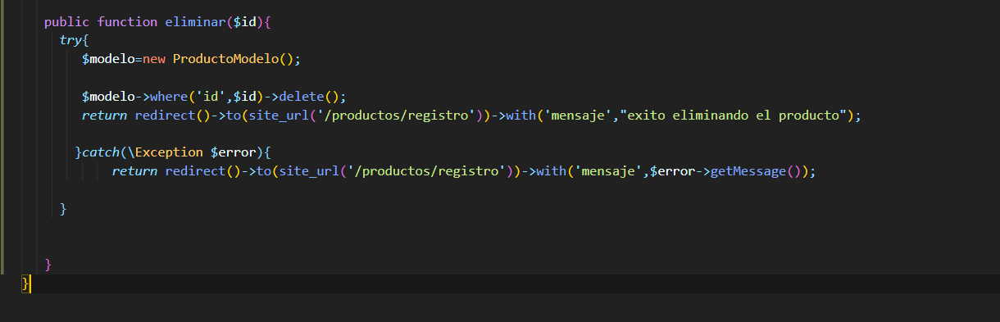 public function eliminar($id){
try{
$modelo=new ProductoModelo();
$modelo->where('id',$id)->delete();
return redirect()->to(site_url('/productos/registro'))->with('mensaje',"exito eliminando el producto");
}catch(\Exception $error){
return redirect()->to(site_url('/productos/registro'))->with('mensaje',$error->getMessage());
}
}
}